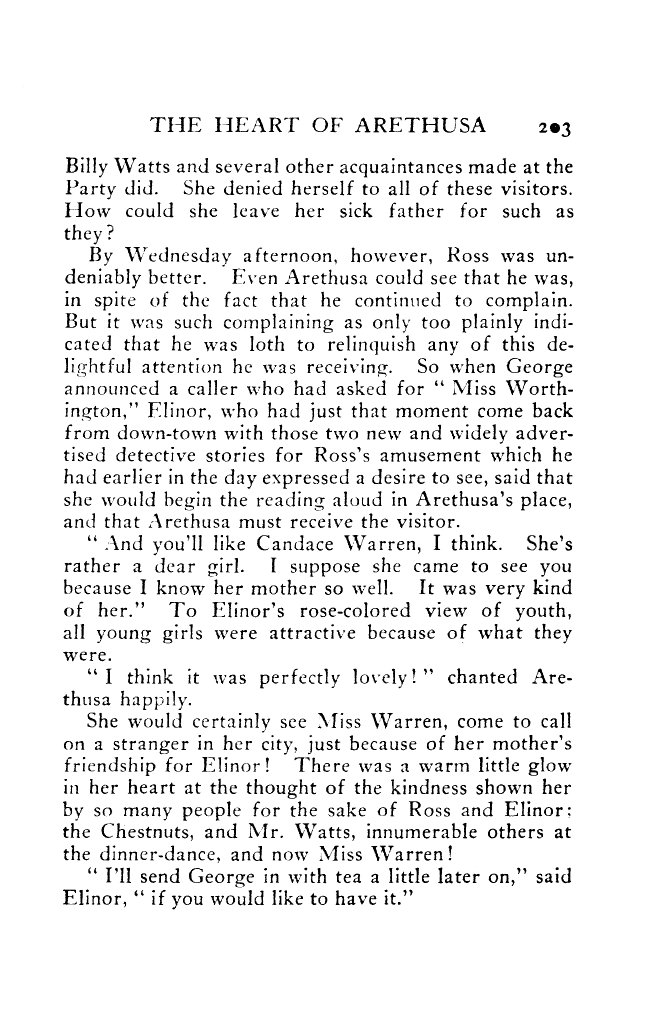 THE HEART OF ARETHUSA 203
Billy Watts and several other acquaintances made at the
Party did. She denied herself to all of these visitors.
How could she leave her sick father for such as
they?
By Wednesday afternoon, however, Ross was un-
deniably better. Even Arethusa could see that he was,
in spite of the fact that he continued to complain.
But it was such complaining as only too plainly indi-
cated that he was loth to relinquish any of this de-
lightful attention he was receiving. So when George
announced a caller who had asked for " Miss Worth-
ington," Elinor, who had just that moment come back
from down-town with those two new and widely adver-
tised detective stories for Ross's amusement which he
had earlier in the day expressed a desire to see, said that
she would begin the reading aloud in Arethusa's place,
and that Arethusa must receive the visitor.
" And you'll like Candace Warren, I think. She's
rather a dear girl. I suppose she came to see you
because I know her mother so well. It was very kind
of her." To Elinor's rose-colored view of youth,
all young girls were attractive because of what they
were.
" I think it was perfectly lovely! " chanted Are-
thusa happily.
She would certainly see Miss Warren, come to call
on a stranger in her city, just because of her mother's
friendship for Elinor! There was a warm little glow
in her heart at the thought of the kindness shown her
by so many people for the sake of Ross and Elinor:
the Chestnuts, and Mr. Watts, innumerable others at
the dinner-dance, and now Miss Warren!
" I'll send George in with tea a little later on," said
Elinor, " if you would like to have it."